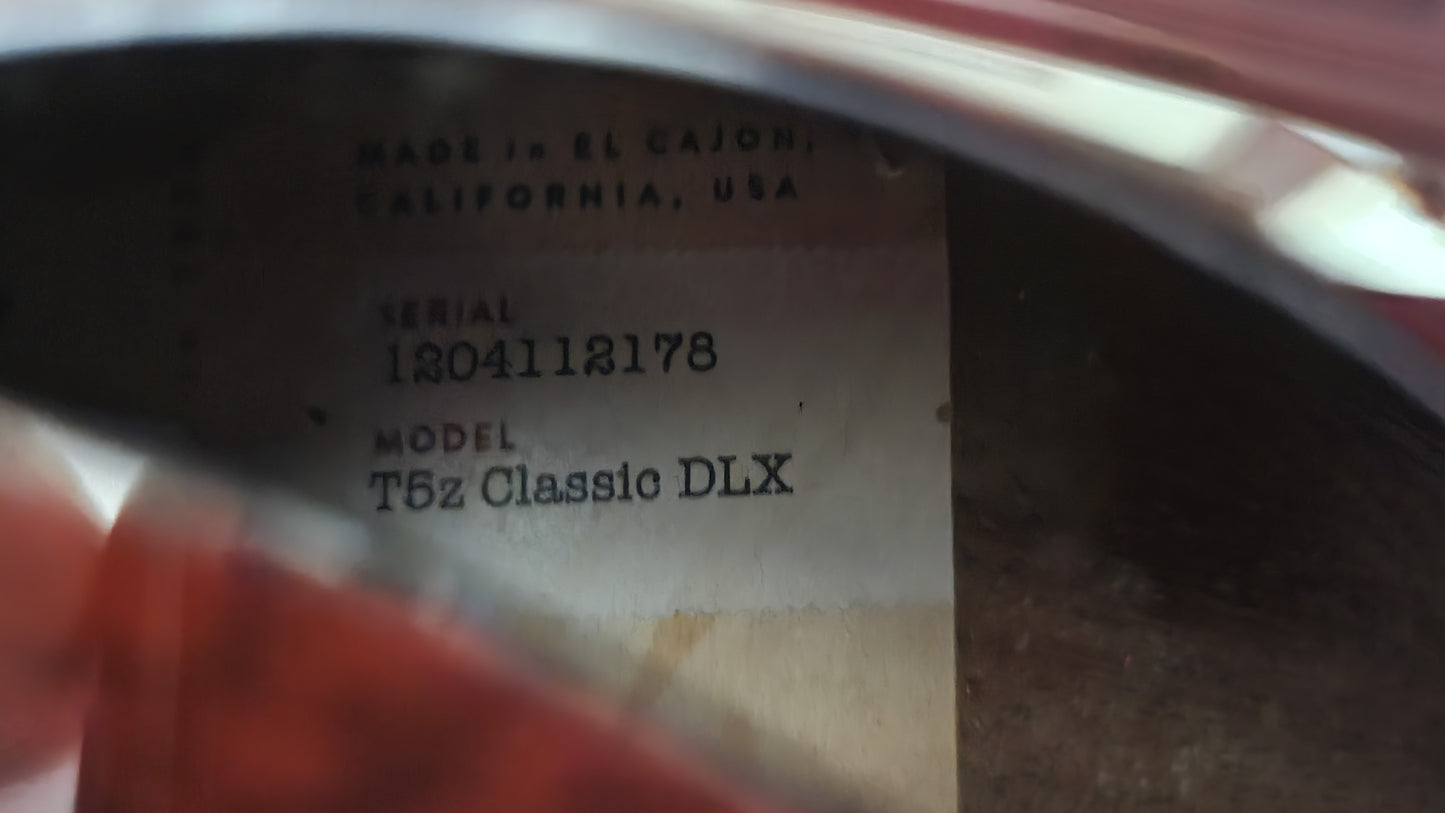 MADE in EL CAJON,
CALIFORNIA, USA
SERIAL
1204112178
MODEL
T5z Classic DLX